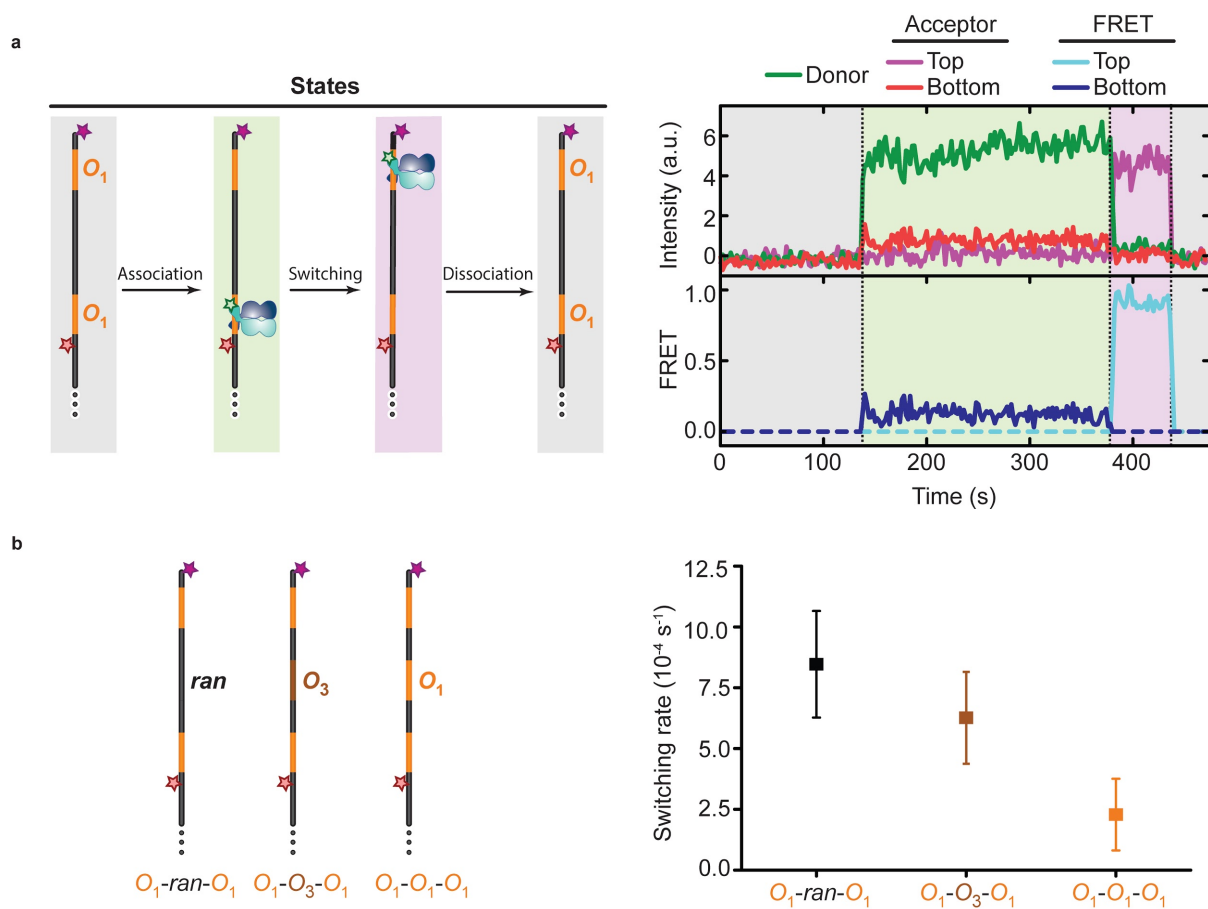 a
States
O1
O1
Association
Switching
Dissociation
O1
O1
Acceptor FRET
Donor Top Top
Bottom Bottom
Intensity (a.u.)
6
4
2
0
FRET
1.0
0.5
0.0
0 100 200 300 400
Time (s)
b
ran
O3
O1
O1-ran-O1 O1-O3-O1 O1-O1-O1
Switching rate (10-4 s-1)
12.5
10.0
7.5
5.0
2.5
0.0
O1-ran-O1 O1-O3-O1 O1-O1-O1